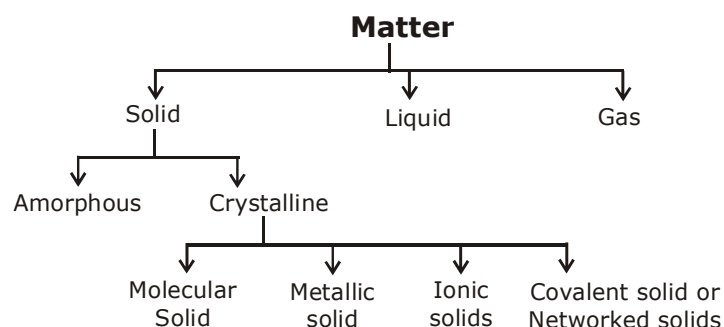 Matter
Solid
Liquid
Gas
Amorphous
Crystalline
Molecular
Solid
Metallic
solid
Ionic
solids
Covalent solid or
Networked solids